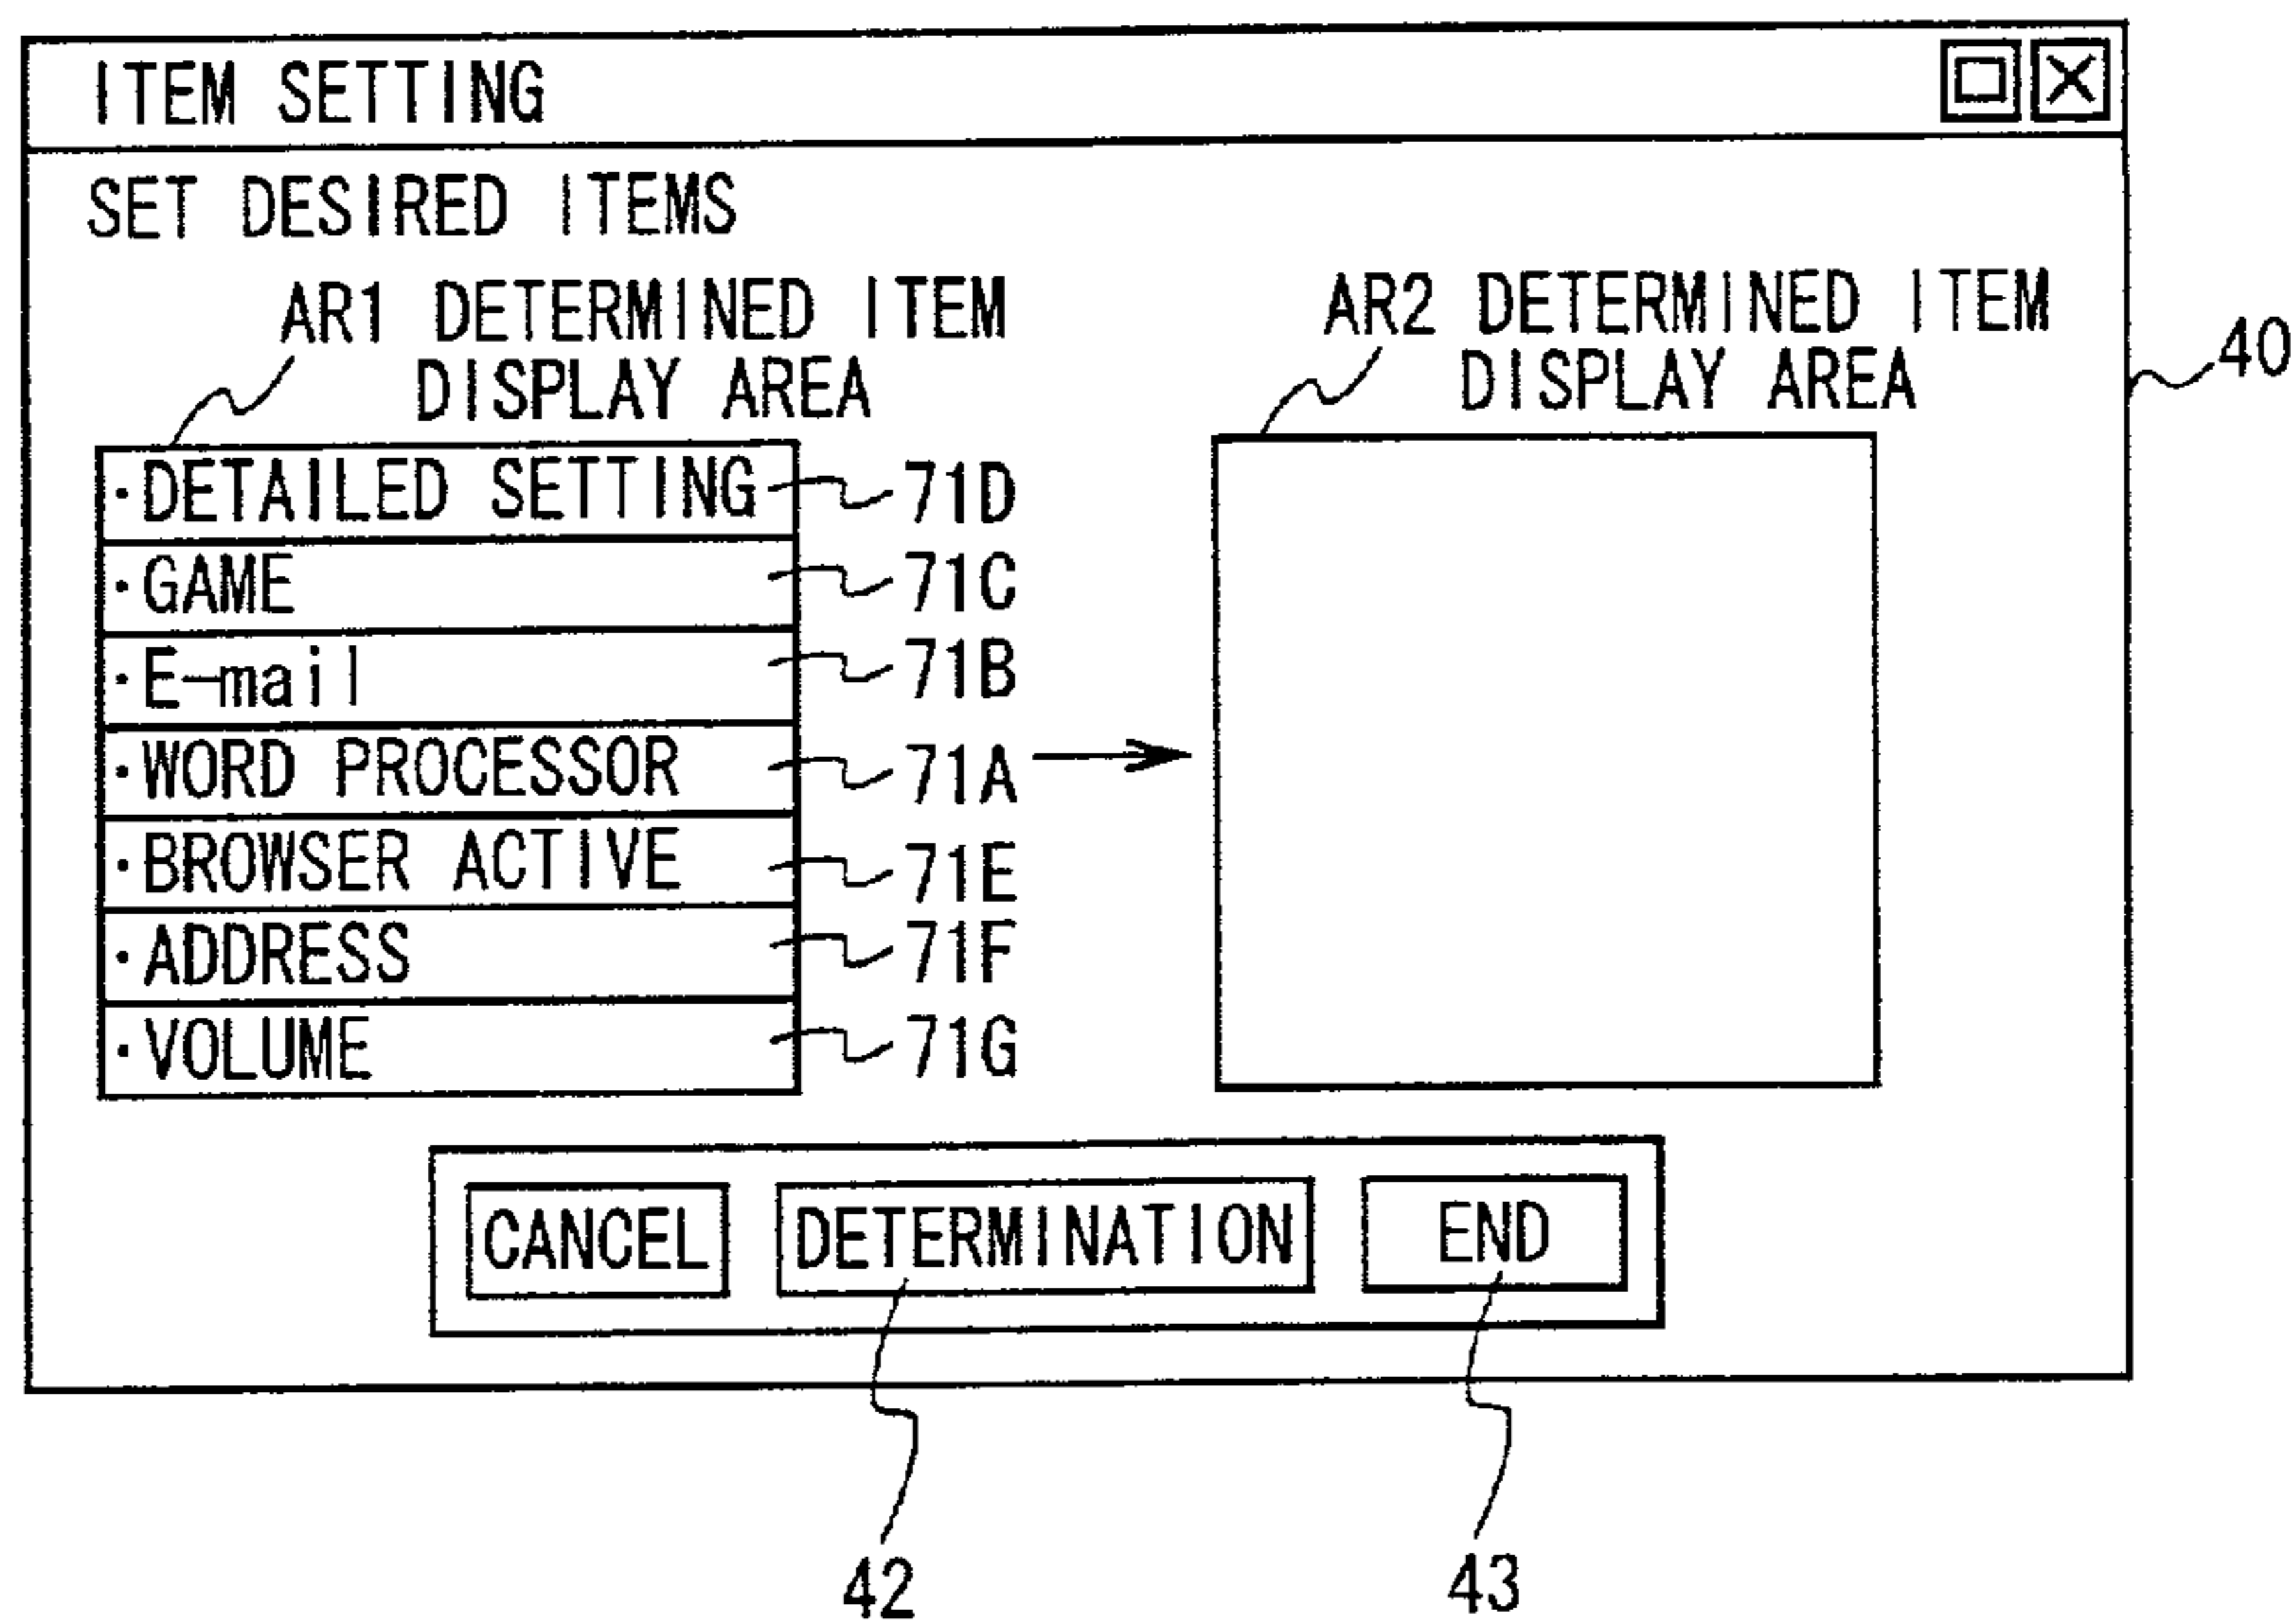 ITEM SETTING
SET DESIRED ITEMS
AR1 DETERMINED ITEM
DISPLAY AREA
AR2 DETERMINED ITEM
DISPLAY AREA
40
·DETAILED SETTING 71D
·GAME 71C
·E-mail 71B
·WORD PROCESSOR 71A
·BROWSER ACTIVE 71E
·ADDRESS 71F
·VOLUME 71G
CANCEL DETERMINATION END
42 43